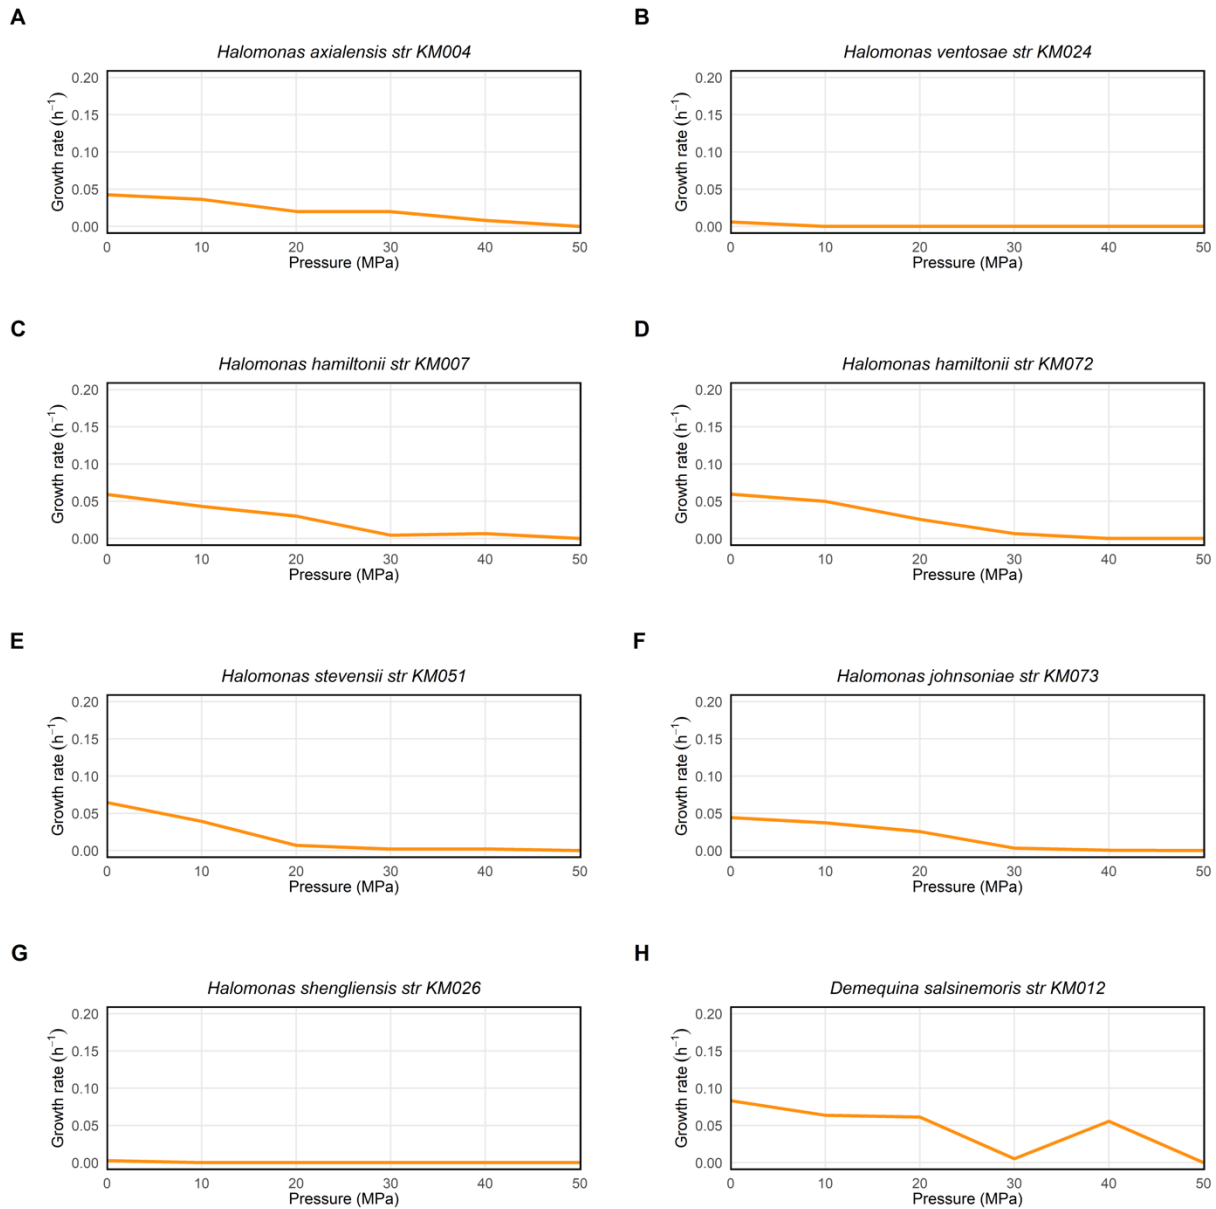 A
Halomonas axialensis str KM004
Growth rate (h⁻¹)
0.20
0.15
0.10
0.05
0.00
0 10 20 30 40 50
Pressure (MPa)
B
Halomonas ventosae str KM024
Growth rate (h⁻¹)
0.20
0.15
0.10
0.05
0.00
0 10 20 30 40 50
Pressure (MPa)
C
Halomonas hamiltonii str KM007
Growth rate (h⁻¹)
0.20
0.15
0.10
0.05
0.00
0 10 20 30 40 50
Pressure (MPa)
D
Halomonas hamiltonii str KM072
Growth rate (h⁻¹)
0.20
0.15
0.10
0.05
0.00
0 10 20 30 40 50
Pressure (MPa)
E
Halomonas stevensii str KM051
Growth rate (h⁻¹)
0.20
0.15
0.10
0.05
0.00
0 10 20 30 40 50
Pressure (MPa)
F
Halomonas johnsoniae str KM073
Growth rate (h⁻¹)
0.20
0.15
0.10
0.05
0.00
0 10 20 30 40 50
Pressure (MPa)
G
Halomonas shengliensis str KM026
Growth rate (h⁻¹)
0.20
0.15
0.10
0.05
0.00
0 10 20 30 40 50
Pressure (MPa)
H
Demequina salsinemoris str KM012
Growth rate (h⁻¹)
0.20
0.15
0.10
0.05
0.00
0 10 20 30 40 50
Pressure (MPa)